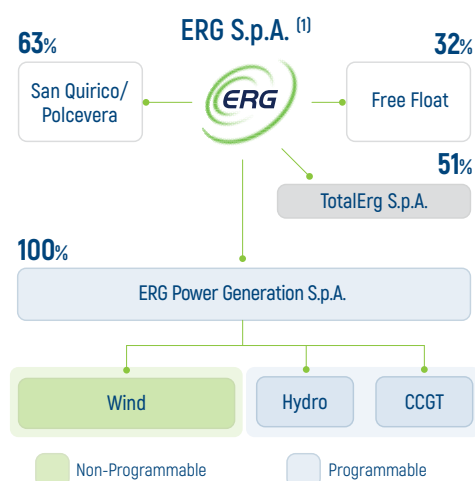 ERG S.p.A. (1)
63%
32%
San Quirico/
Polcevera
ERG
Free Float
51%
TotalErg S.p.A.
100%
ERG Power Generation S.p.A.
Wind
Hydro
CCGT
Non-Programmable
Programmable